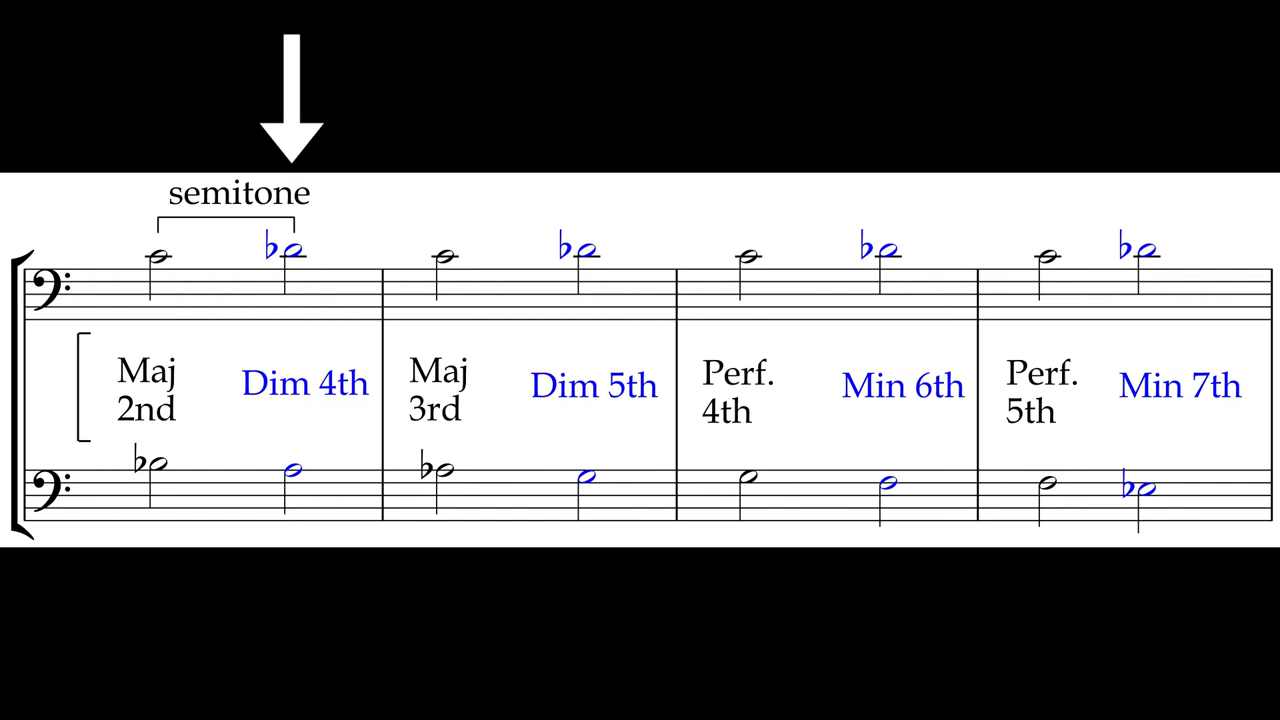 semitone
Maj
2nd
Dim 4th
Maj
3rd
Dim 5th
Perf.
4th
Min 6th
Perf.
5th
Min 7th